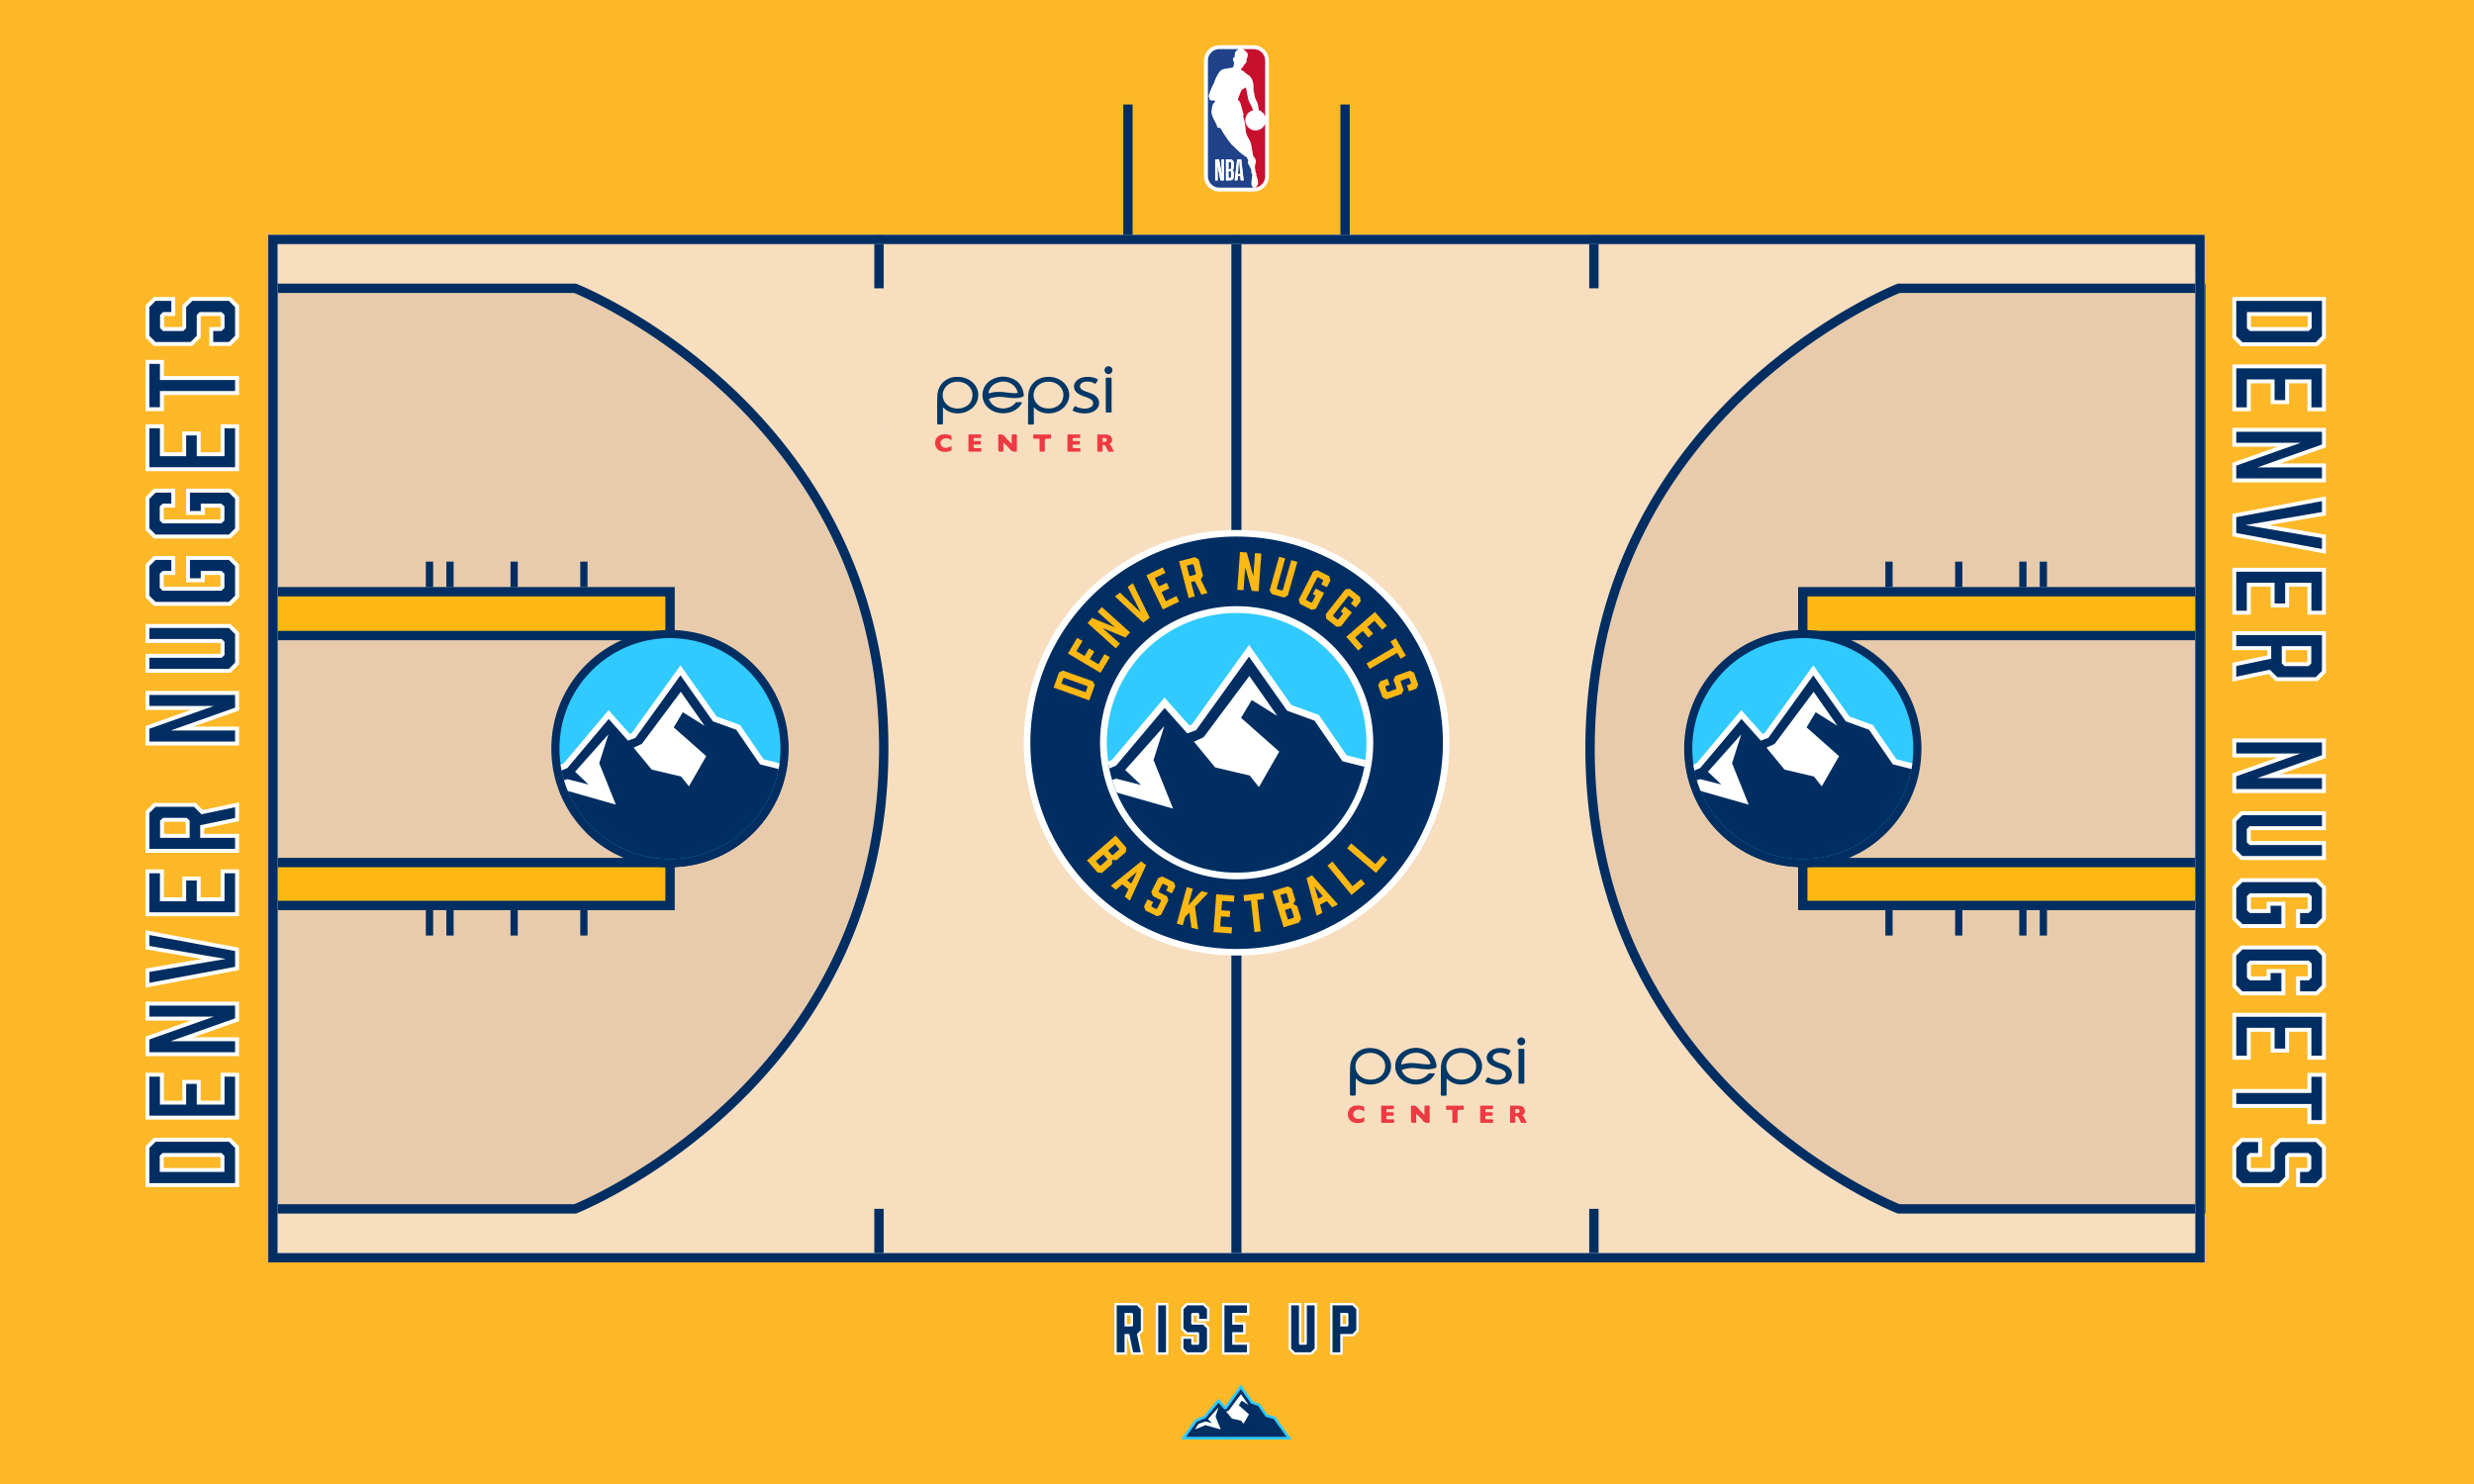 NBA
DENVER NUGGETS
DENVER NUGGETS
pepsi
CENTER
DENVER NUGGETS
BASKETBALL
pepsi
CENTER
RISE UP